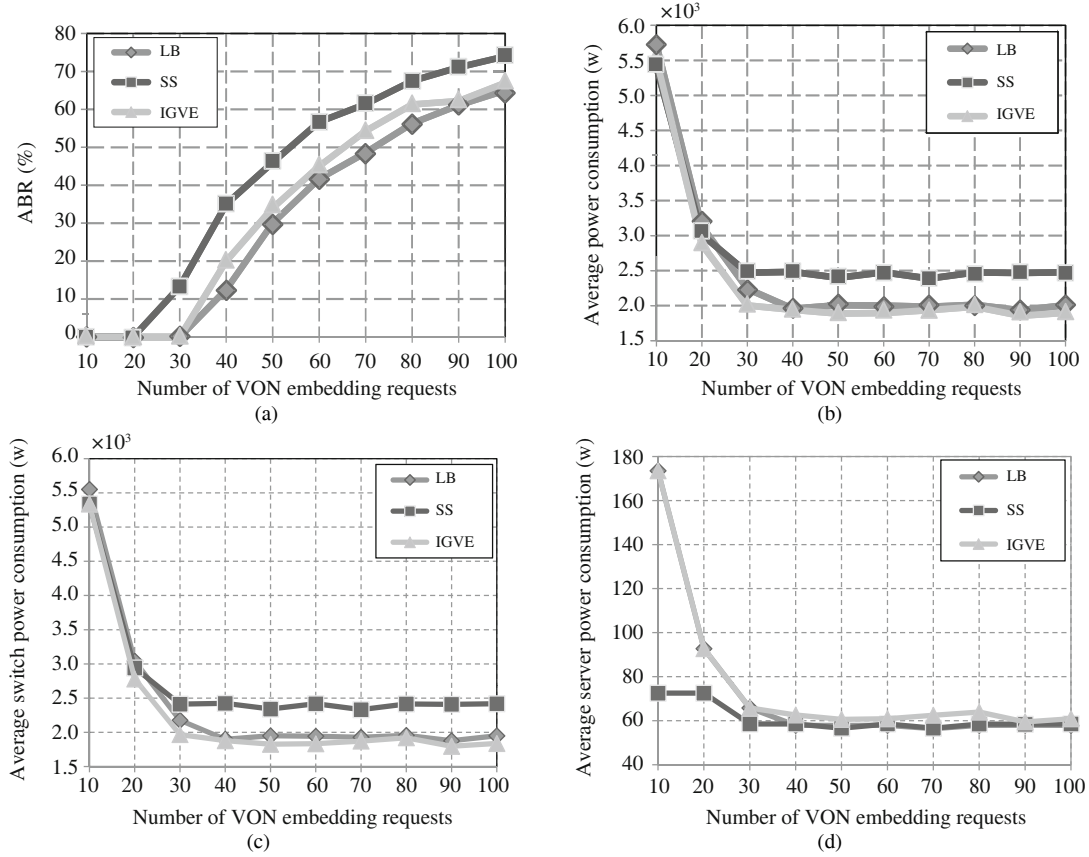 80
70
60
50
40
30
20
10
0
ABR (%)
LB
SS
IGVE
10 20 30 40 50 60 70 80 90 100
Number of VON embedding requests
(a)
×10³
6.0
5.5
5.0
4.5
4.0
3.5
3.0
2.5
2.0
1.5
Average power consumption (w)
LB
SS
IGVE
10 20 30 40 50 60 70 80 90 100
Number of VON embedding requests
(b)
×10³
6.0
5.5
5.0
4.5
4.0
3.5
3.0
2.5
2.0
1.5
Average switch power consumption (w)
LB
SS
IGVE
10 20 30 40 50 60 70 80 90 100
Number of VON embedding requests
(c)
180
160
140
120
100
80
60
40
Average server power consumption (w)
LB
SS
IGVE
10 20 30 40 50 60 70 80 90 100
Number of VON embedding requests
(d)